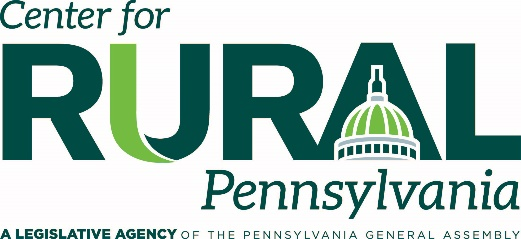 Center for
RURAL
Pennsylvania
A LEGISLATIVE AGENCY OF THE PENNSYLVANIA GENERAL ASSEMBLY